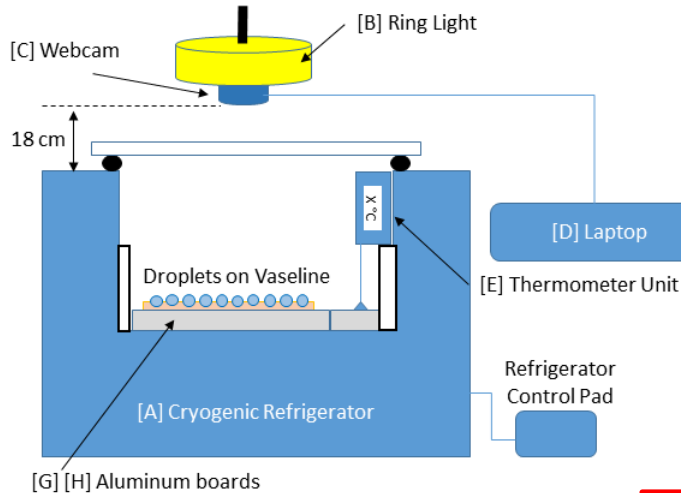 [B] Ring Light
[C] Webcam
18 cm
X °C
[D] Laptop
Droplets on Vaseline
[E] Thermometer Unit
Refrigerator
Control Pad
[A] Cryogenic Refrigerator
[G] [H] Aluminum boards